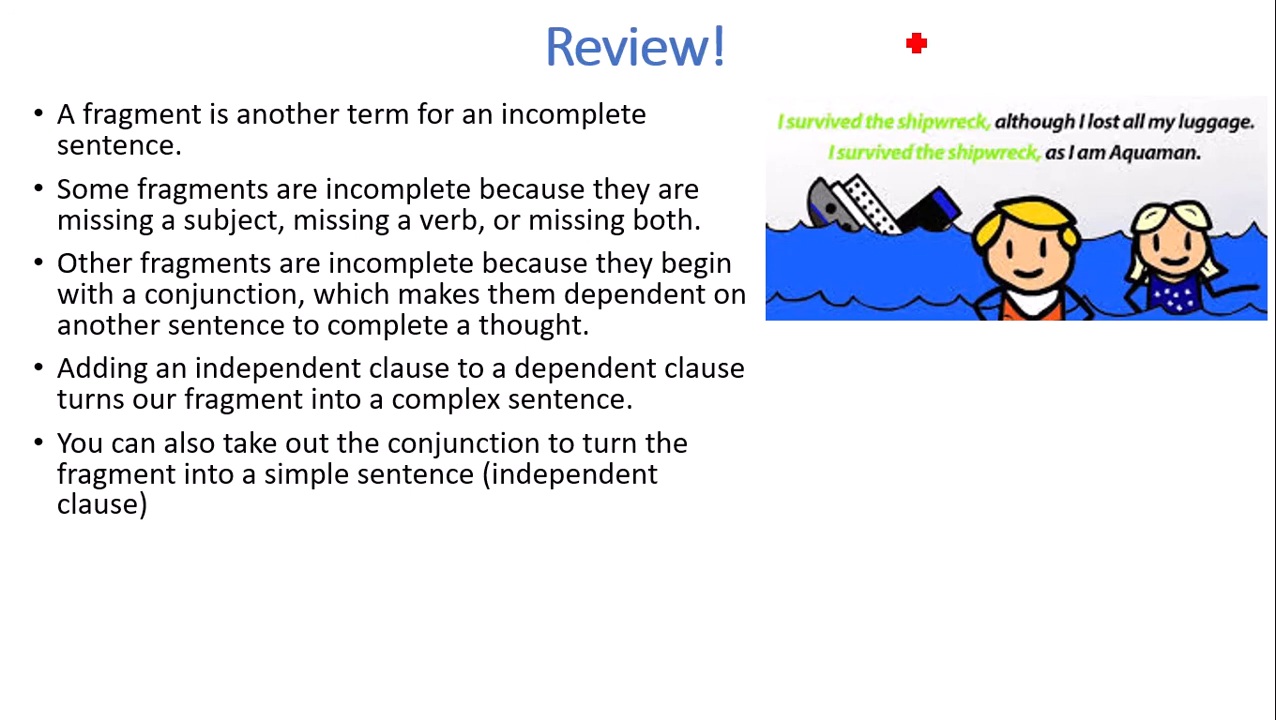 Review!
• A fragment is another term for an incomplete
sentence.
• Some fragments are incomplete because they are
missing a subject, missing a verb, or missing both.
• Other fragments are incomplete because they begin
with a conjunction, which makes them dependent on
another sentence to complete a thought.
• Adding an independent clause to a dependent clause
turns our fragment into a complex sentence.
• You can also take out the conjunction to turn the
fragment into a simple sentence (independent
clause)
I survived the shipwreck, although I lost all my luggage.
I survived the shipwreck, as I am Aquaman.